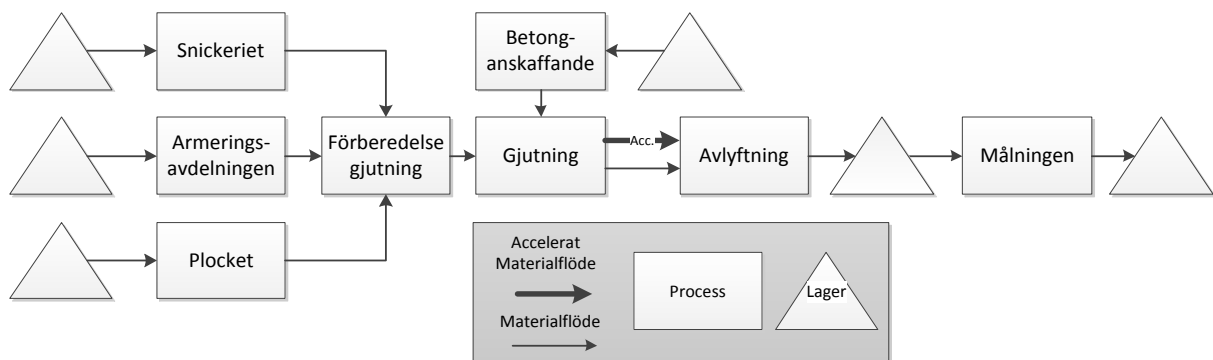 Snickeriet
Betong-
anskaffande
Armerings-
avdelningen
Förberedelse
gjutning
Gjutning
Acc.
Avlyftning
Målningen
Plocket
Accelerat
Materialflöde
Materialflöde
Process
Lager